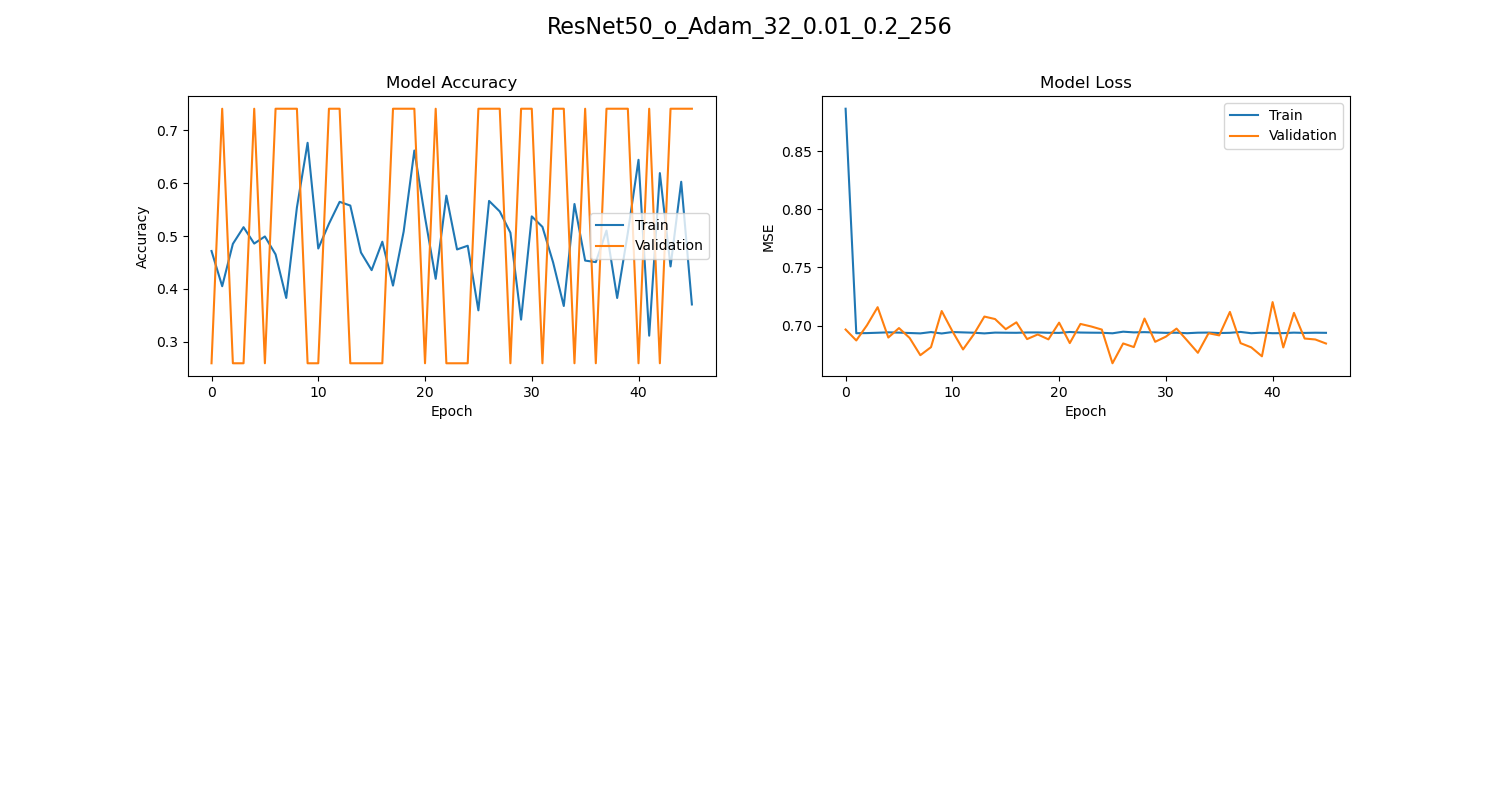 ResNet50_o_Adam_32_0.01_0.2_256
Model Accuracy
Accuracy
0.7
0.6
0.5
0.4
0.3
Train
Validation
0 10 20 30 40
Epoch
Model Loss
MSE
0.85
0.80
0.75
0.70
Train
Validation
0 10 20 30 40
Epoch